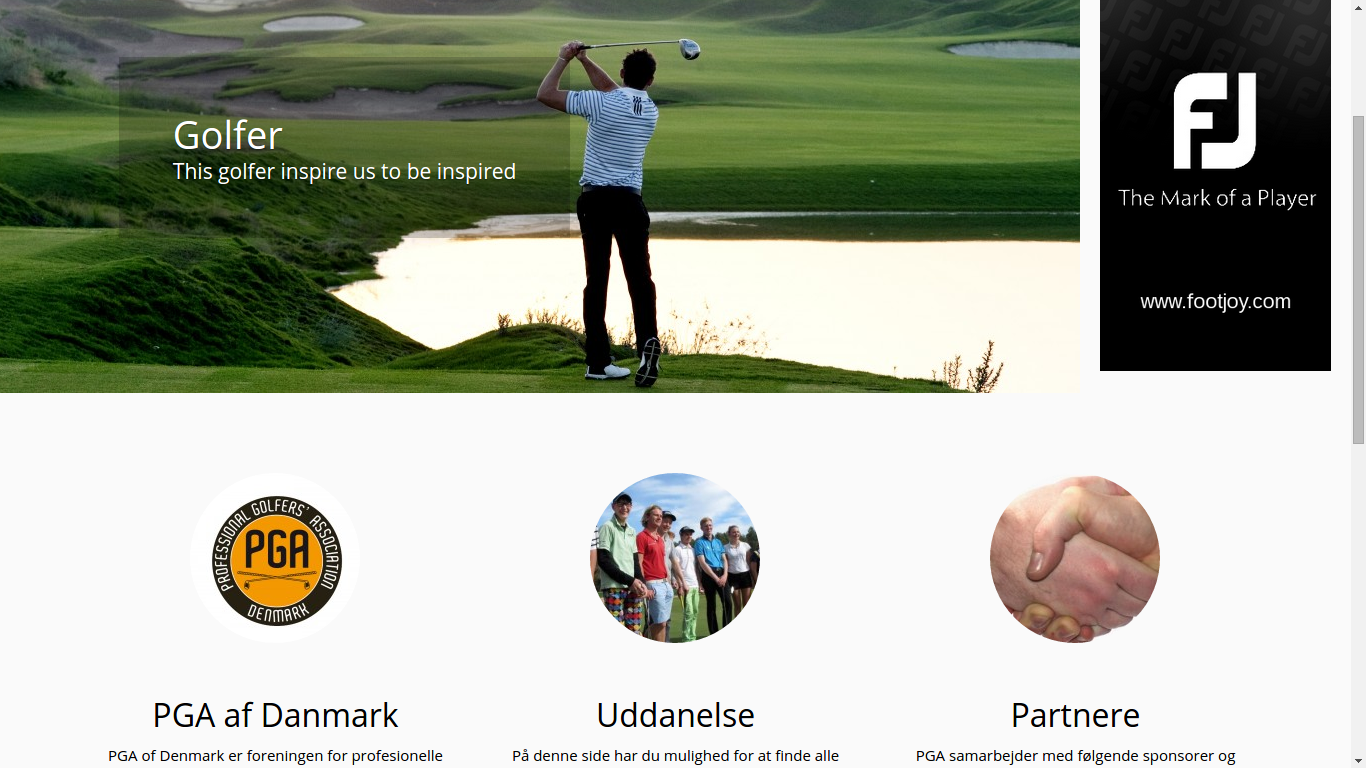 Golfer
This golfer inspire us to be inspired
FJ
The Mark of a Player
www.footjoy.com
PROFESSIONAL GOLFERS' ASSOCIATION
PGA
DENMARK
PGA af Danmark
PGA of Denmark er foreningen for profesionelle
Uddanelse
På denne side har du mulighed for at finde alle
Partnere
PGA samarbejder med følgende sponsorer og